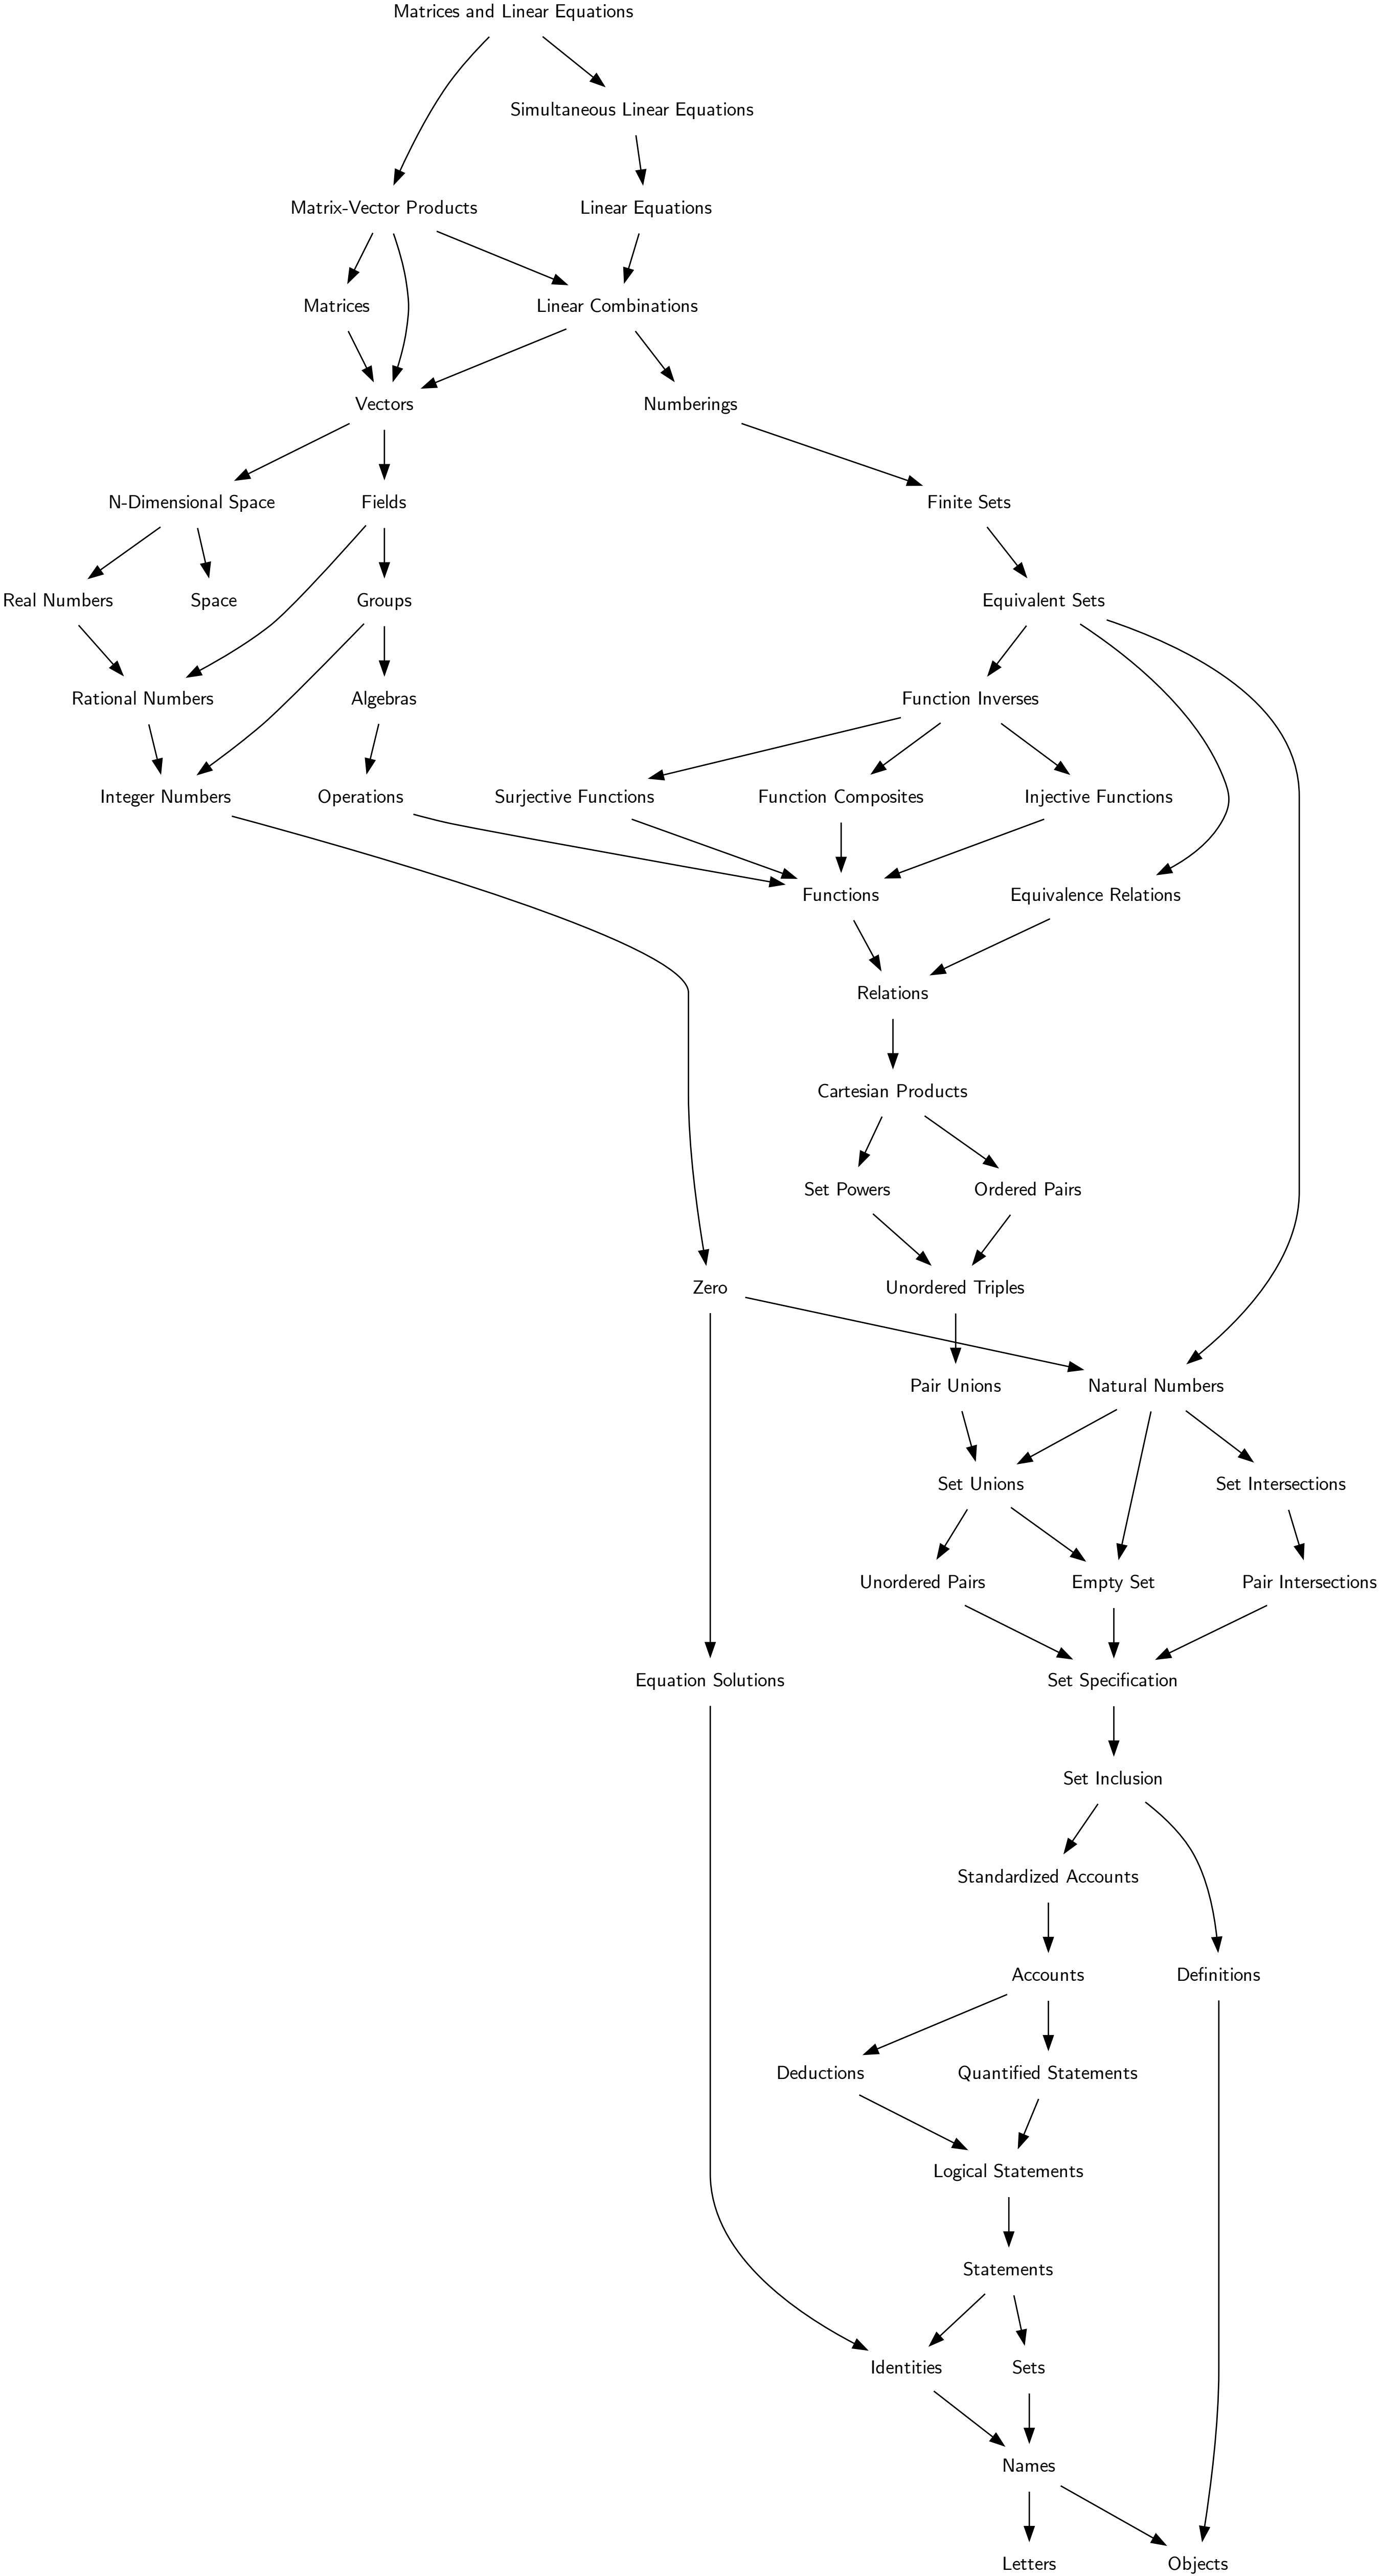 Matrices and Linear Equations
Simultaneous Linear Equations
Matrix-Vector Products
Linear Equations
Matrices
Linear Combinations
Vectors
Numberings
N-Dimensional Space
Fields
Finite Sets
Real Numbers
Space
Groups
Equivalent Sets
Rational Numbers
Algebras
Function Inverses
Integer Numbers
Operations
Surjective Functions
Function Composites
Injective Functions
Functions
Equivalence Relations
Relations
Cartesian Products
Set Powers
Ordered Pairs
Zero
Unordered Triples
Pair Unions
Natural Numbers
Set Unions
Set Intersections
Unordered Pairs
Empty Set
Pair Intersections
Equation Solutions
Set Specification
Set Inclusion
Standardized Accounts
Accounts
Definitions
Deductions
Quantified Statements
Logical Statements
Statements
Identities
Sets
Names
Letters
Objects